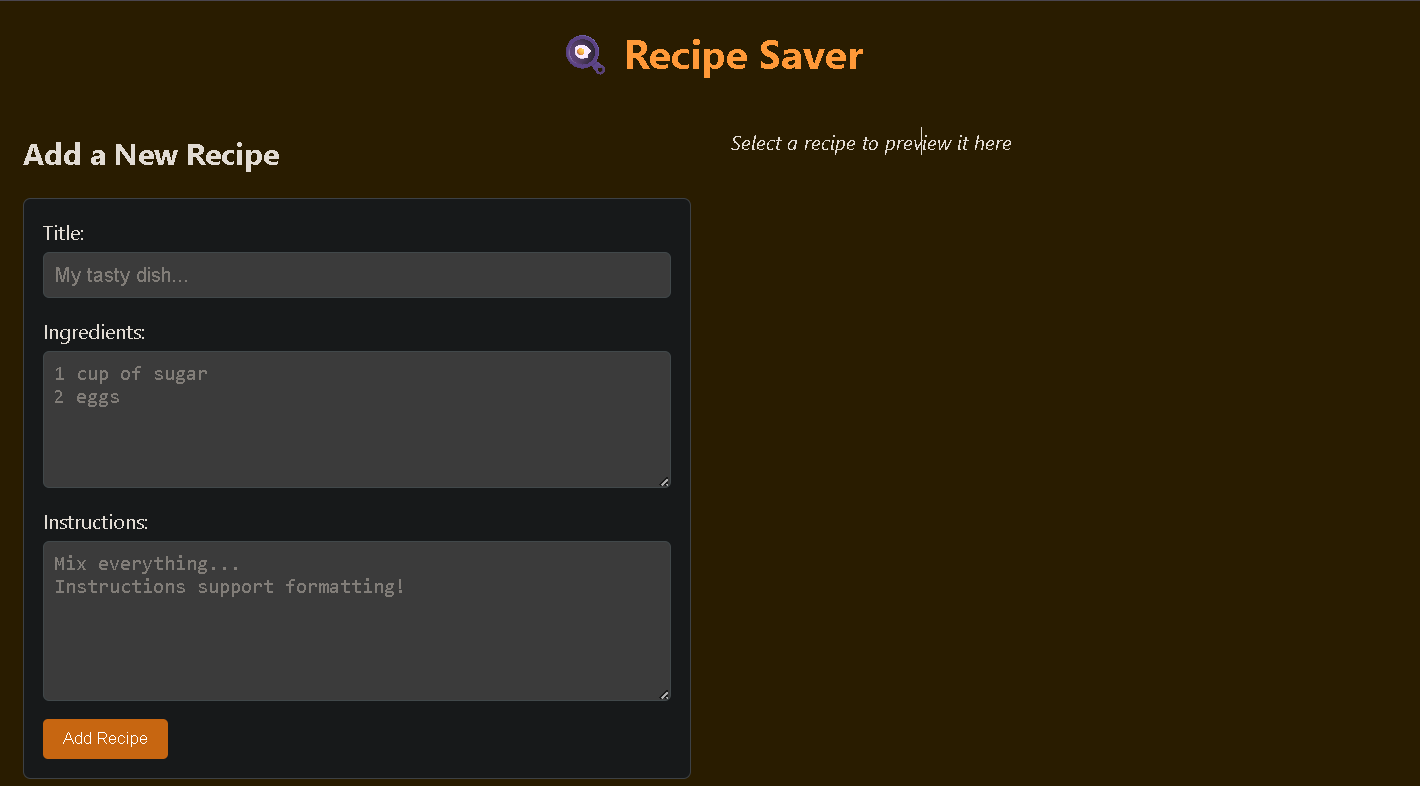 Recipe Saver
Add a New Recipe
Title:
My tasty dish...
Ingredients:
1 cup of sugar
2 eggs
Instructions:
Mix everything...
Instructions support formatting!
Add Recipe
Select a recipe to preview it here